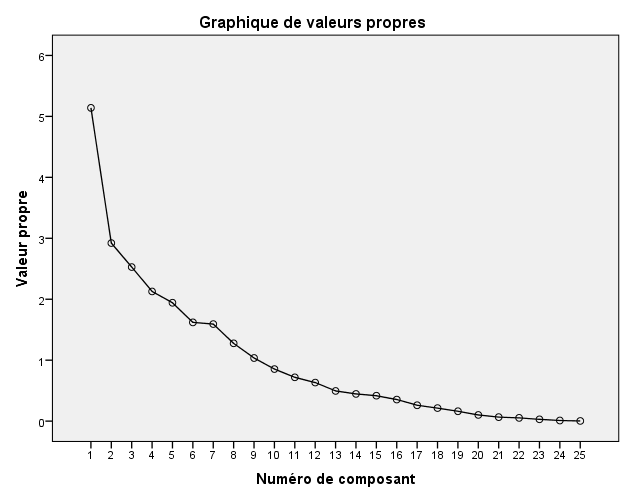 Graphique de valeurs propres
6
5
4
3
2
1
0
Valeur propre
1 2 3 4 5 6 7 8 9 10 11 12 13 14 15 16 17 18 19 20 21 22 23 24 25
Numéro de composant